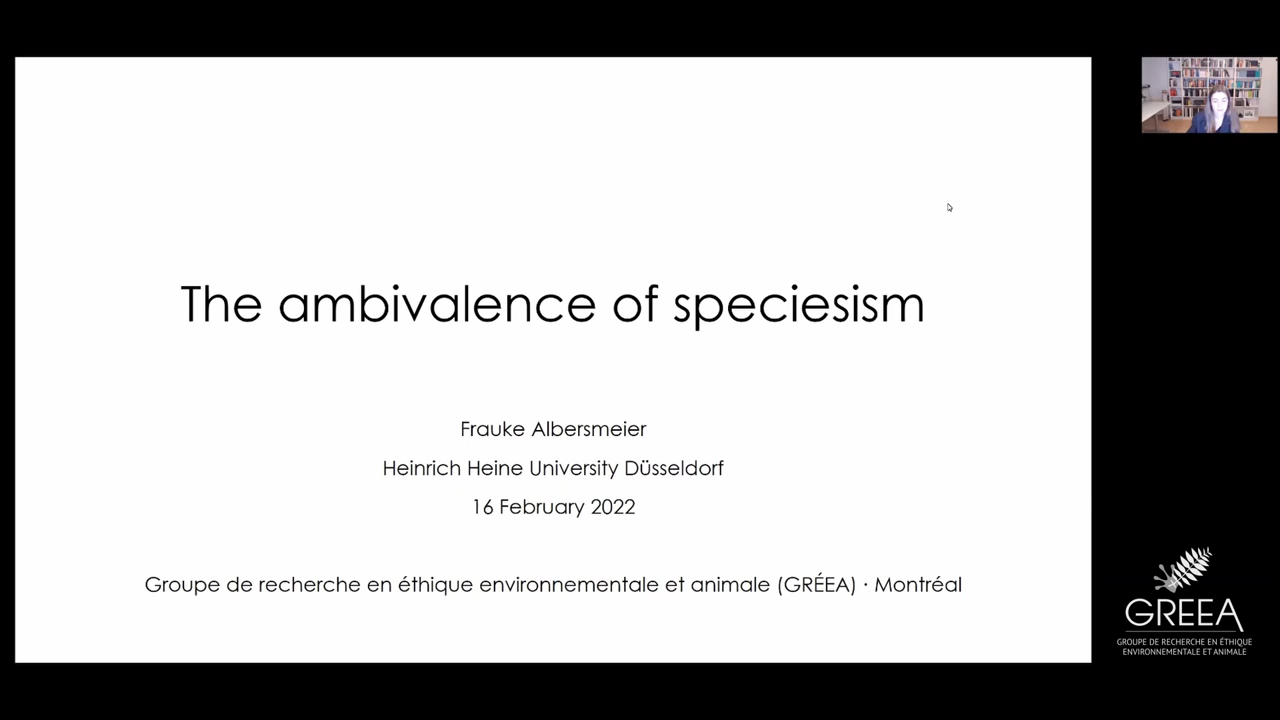 The ambivalence of speciesism
Frauke Albersmeier
Heinrich Heine University Düsseldorf
16 February 2022
Groupe de recherche en éthique environnementale et animale (GRÉEA) · Montréal
GREEA
GROUPE DE RECHERCHE EN ÉTHIQUE
ENVIRONNEMENTALE ET ANIMALE